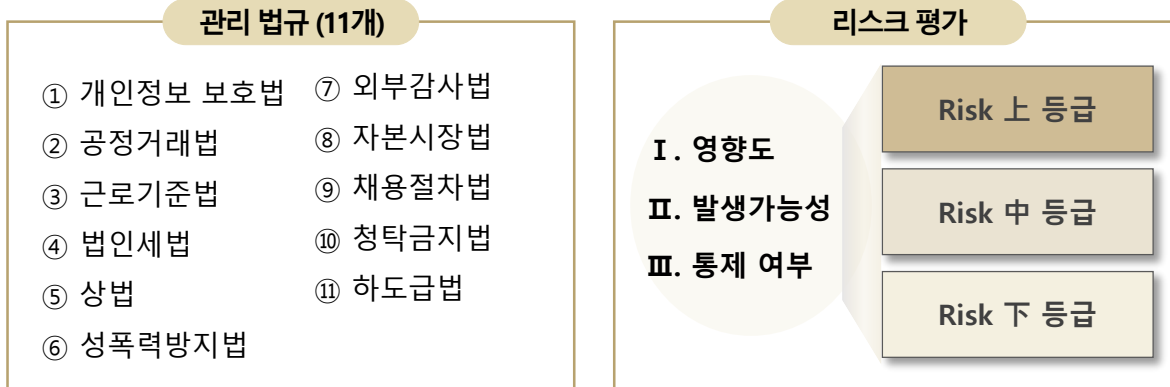 관리 법규 (11개)
① 개인정보 보호법
② 공정거래법
③ 근로기준법
④ 법인세법
⑤ 상법
⑥ 성폭력방지법
⑦ 외부감사법
⑧ 자본시장법
⑨ 채용절차법
⑩ 청탁금지법
⑪ 하도급법
리스크 평가
Ⅰ. 영향도
Ⅱ. 발생가능성
Ⅲ. 통제 여부
Risk 上 등급
Risk 中 등급
Risk 下 등급